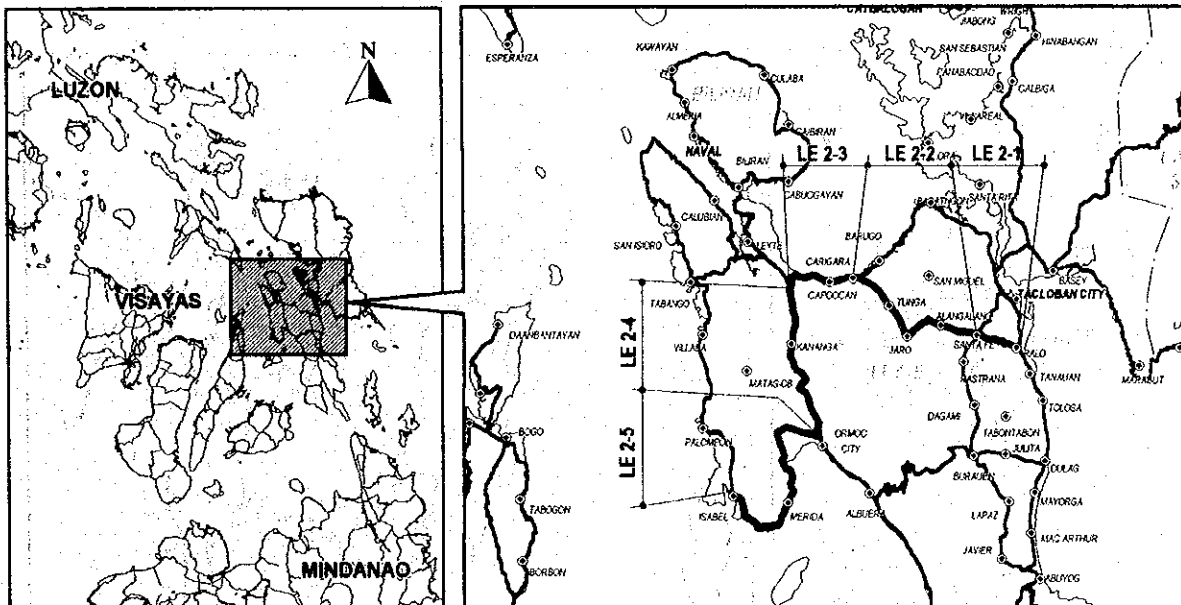 N
LUZON
VISAYAS
MINDANAO
ESPERANZA
DAANBANTAYAN
BOGO
TABOGON
BORBON
KAWAYAN
CULABA
ALMERIA
CAIBIRAN
NAVAL
BILIRAN
CABUGGAYAN
CALUBIAN
SAN ISIDRO
LEYTE
TABANGO
VILLABA
MATAG-OB
KANANGA
PALOMPON
ORMOC
CITY
ISABEL
MERIDA
ALBUERA
LE 2-3
LE 2-2
LE 2-1
LE 2-4
LE 2-5
CARIGARA
CAPOOCAN
BARUGO
TUNGA
JARO
SAN MIGUEL
ALANGALANG
SANTA FE
PALO
TACLOBAN CITY
BASEY
MARABUT
PASTRANA
TANAUAN
TOLOSA
DAGAMI
TABONTABON
JULITA
BURAUEN
DULAG
MAYORGA
LAPAZ
MAC ARTHUR
JAVIER
ABUYOG
BABATNGON
SANTA RITA
VILLAREAL
CALBIGA
HINABANGAN
SAN SEBASTIAN